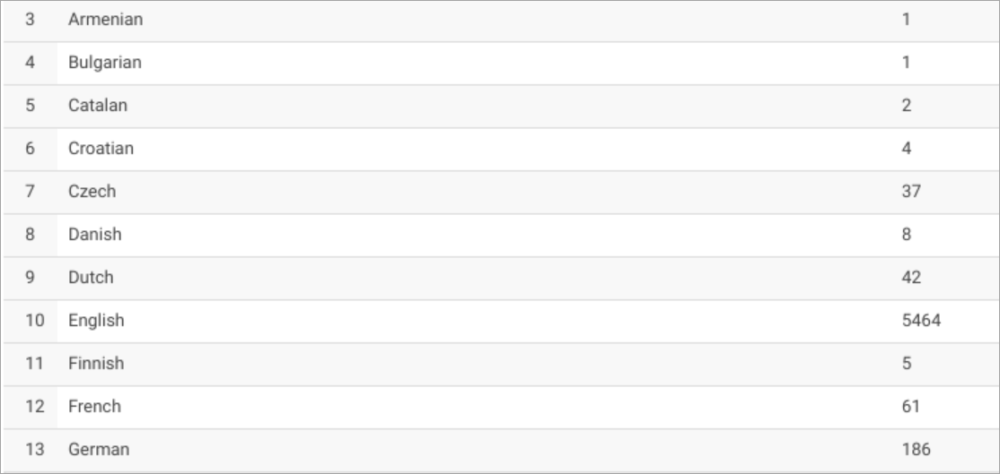 3 Armenian 1
4 Bulgarian 1
5 Catalan 2
6 Croatian 4
7 Czech 37
8 Danish 8
9 Dutch 42
10 English 5464
11 Finnish 5
12 French 61
13 German 186